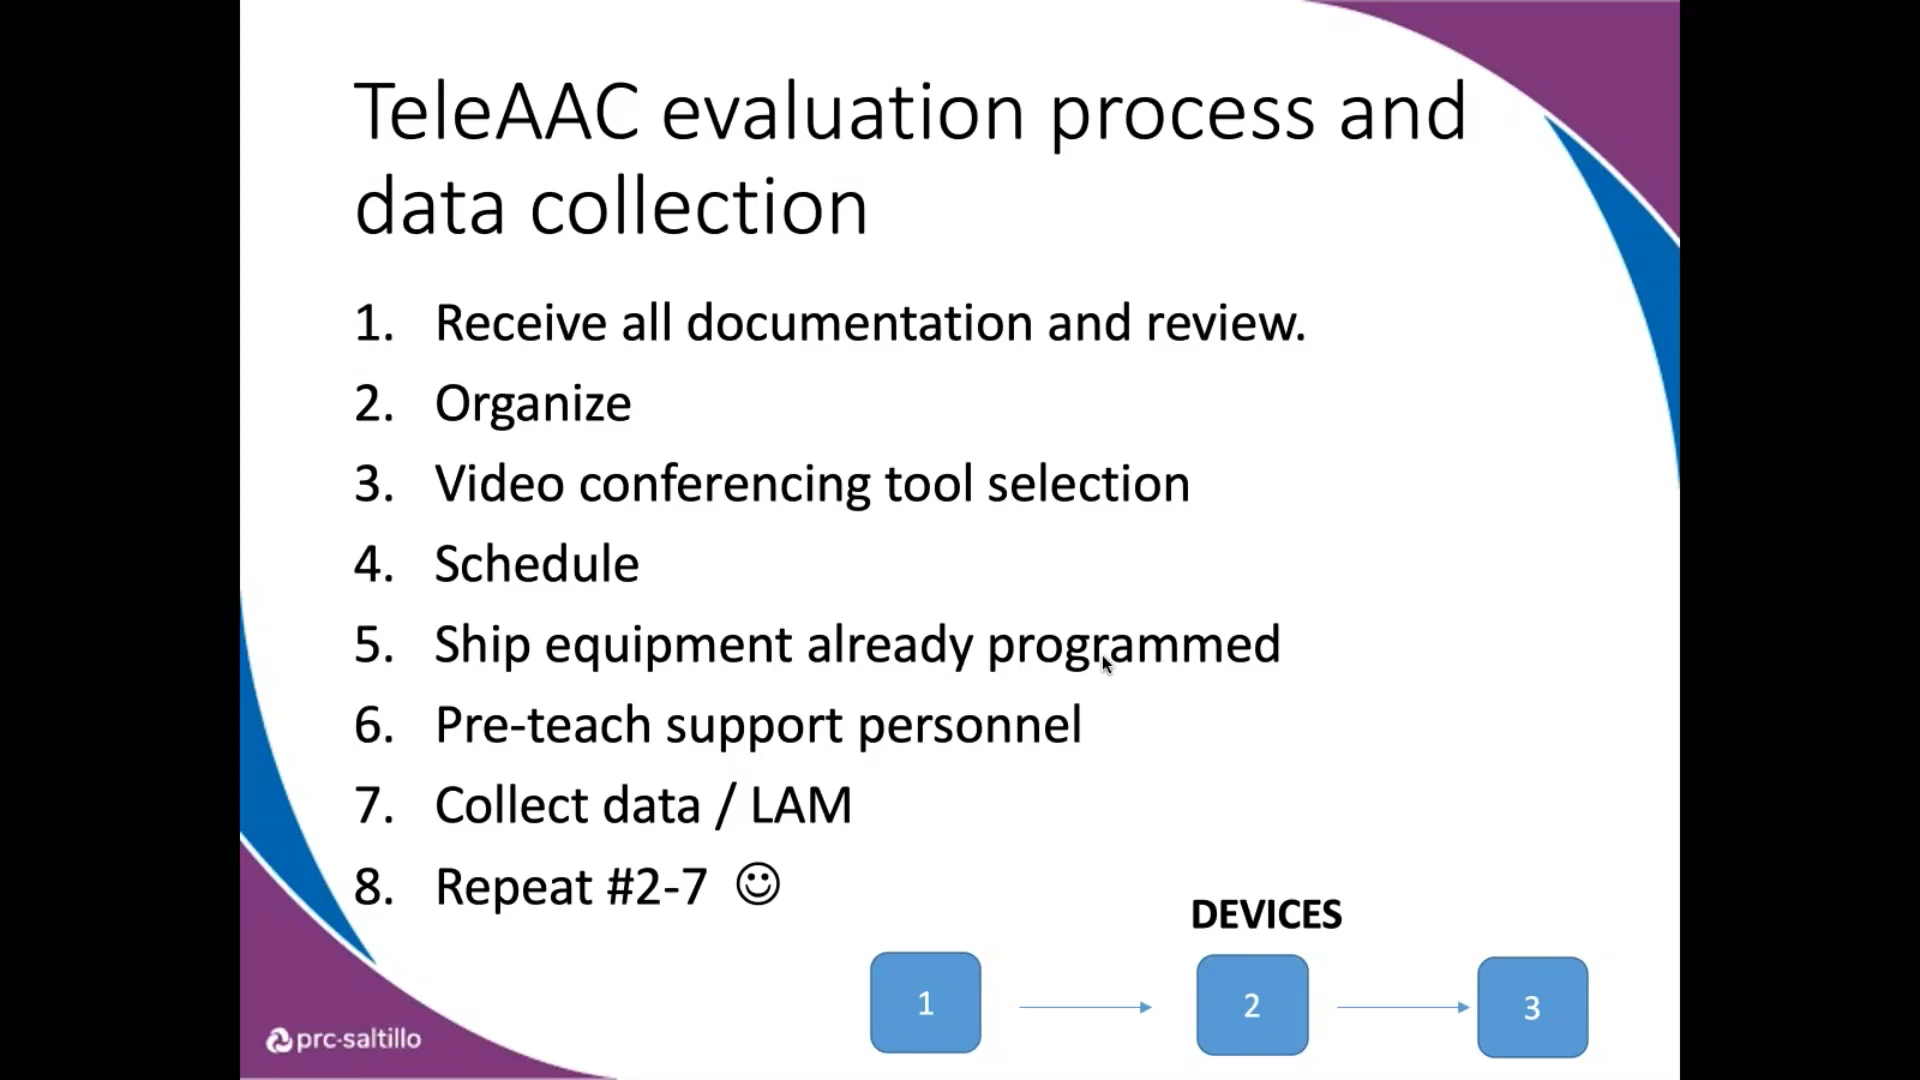 TeleAAC evaluation process and
data collection
1. Receive all documentation and review.
2. Organize
3. Video conferencing tool selection
4. Schedule
5. Ship equipment already programmed
6. Pre-teach support personnel
7. Collect data / LAM
8. Repeat #2-7 ☺
DEVICES
1
2
3
prc-saltillo